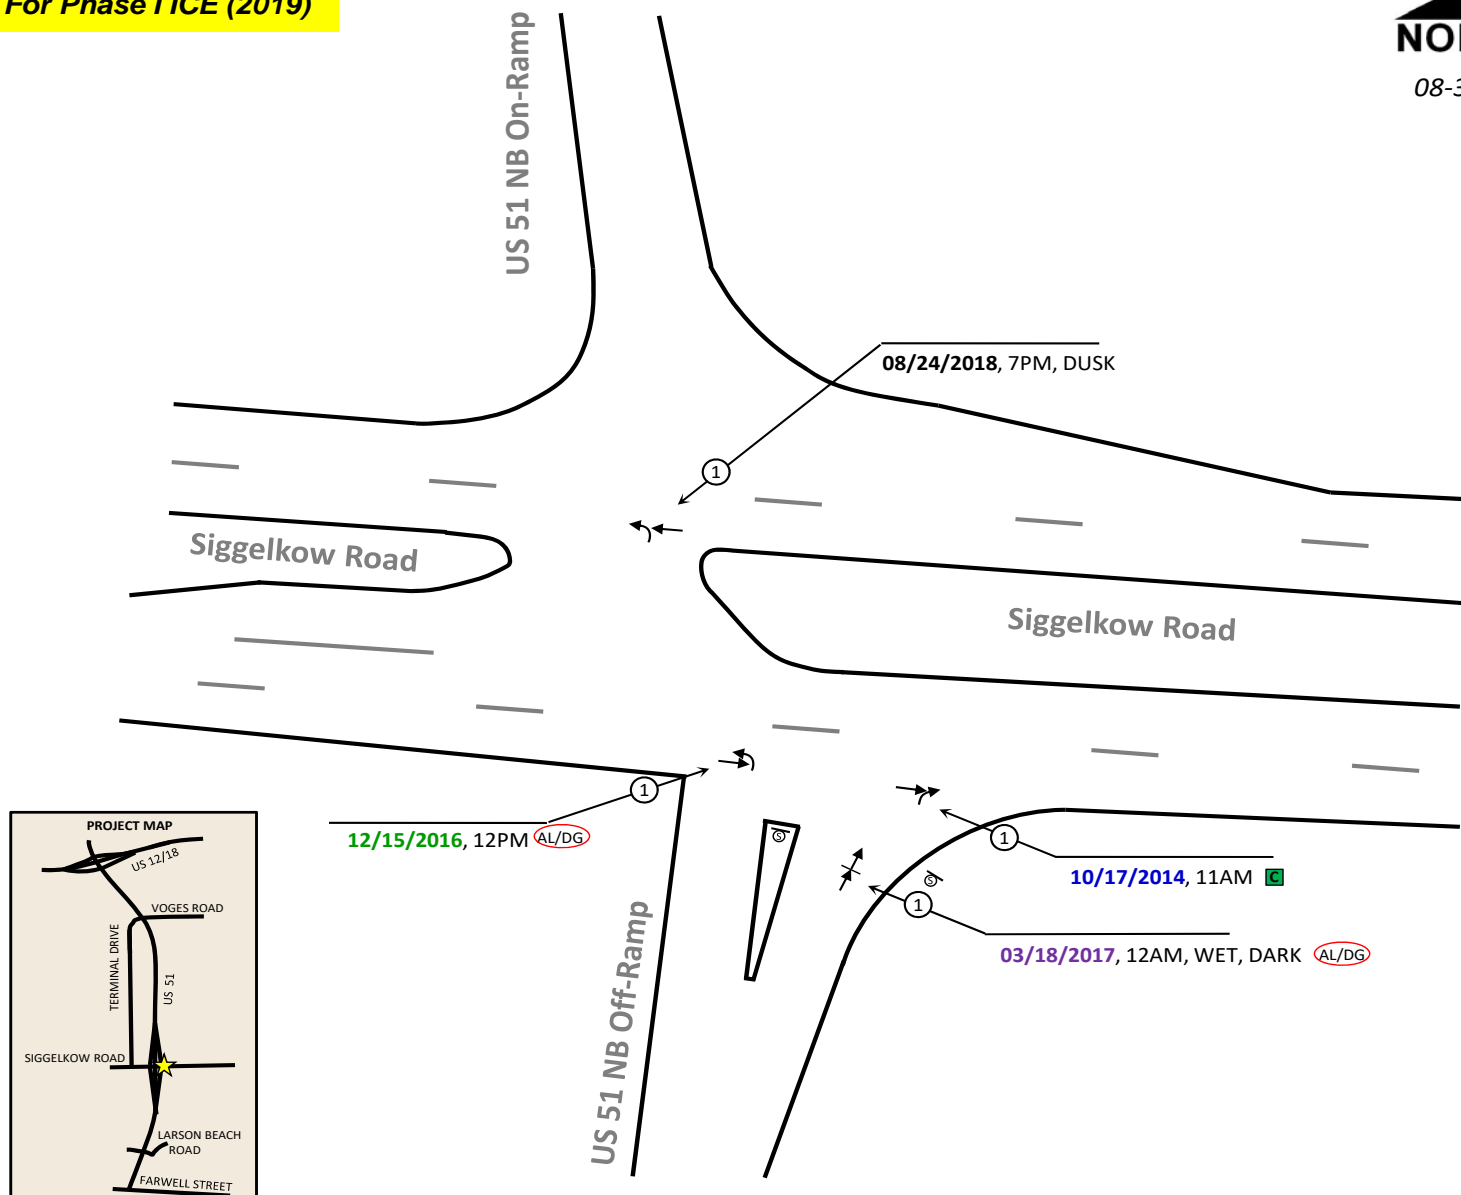 For Phase I ICE (2019)
US 51 NB On-Ramp
08/24/2018, 7PM, DUSK
1
Siggelkow Road
Siggelkow Road
1
12/15/2016, 12PM AL/DG
S
1
10/17/2014, 11AM C
S
1
03/18/2017, 12AM, WET, DARK AL/DG
US 51 NB Off-Ramp
PROJECT MAP
US 12/18
VOGES ROAD
TERMINAL DRIVE
US 51
SIGGELKOW ROAD
LARSON BEACH
ROAD
FARWELL STREET